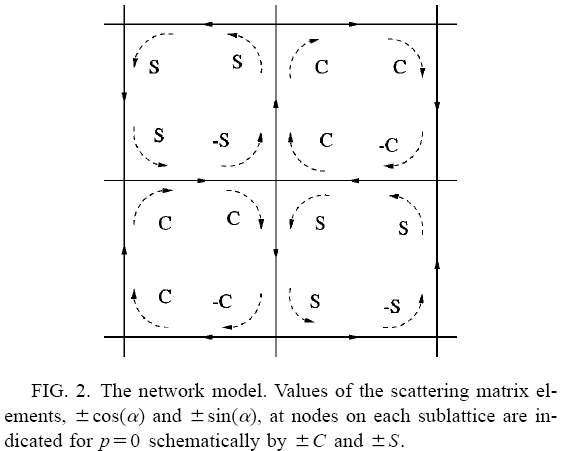 S S C C
S -S C -C
C C S S
C -C S -S
FIG. 2. The network model. Values of the scattering matrix el-
ements, ±cos(α) and ±sin(α), at nodes on each sublattice are in-
dicated for p=0 schematically by ±C and ±S.